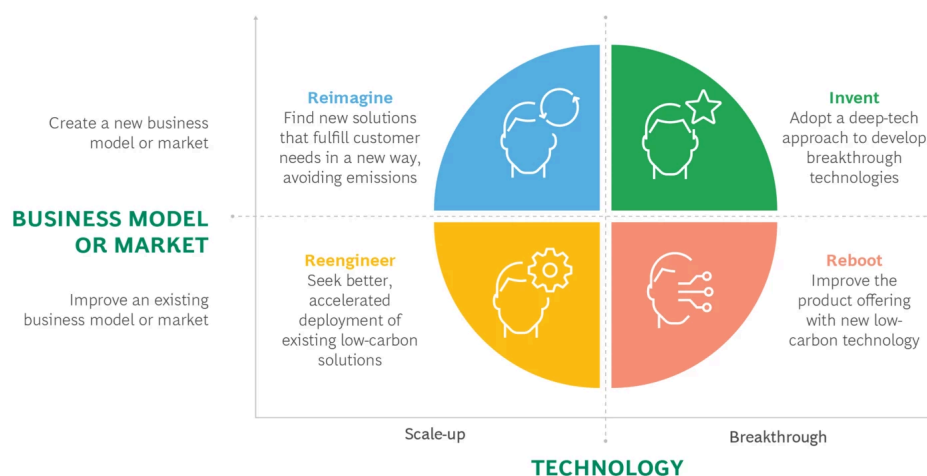 Create a new business
model or market
BUSINESS MODEL
OR MARKET
Improve an existing
business model or market
Reimagine
Find new solutions
that fulfill customer
needs in a new way,
avoiding emissions
Invent
Adopt a deep-tech
approach to develop
breakthrough
technologies
Reengineer
Seek better,
accelerated
deployment of
existing low-carbon
solutions
Reboot
Improve the
product offering
with new low-
carbon technology
Scale-up
Breakthrough
TECHNOLOGY